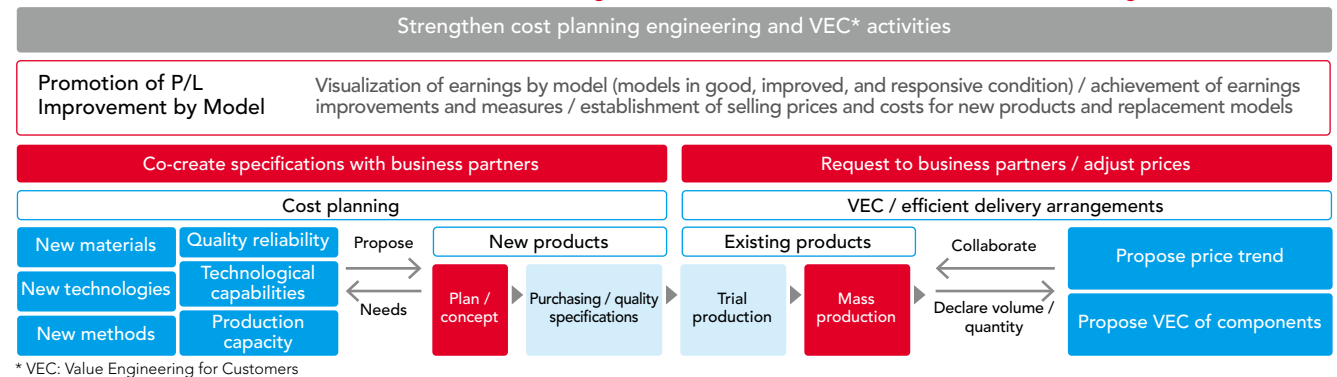 Strengthen cost planning engineering and VEC* activities
Promotion of P/L
Improvement by Model
Visualization of earnings by model (models in good, improved, and responsive condition) / achievement of earnings
improvements and measures / establishment of selling prices and costs for new products and replacement models
Co-create specifications with business partners
Request to business partners / adjust prices
Cost planning
VEC / efficient delivery arrangements
New materials
New technologies
New methods
Quality reliability
Technological
capabilities
Production
capacity
Propose
Needs
New products
Plan /
concept
Purchasing / quality
specifications
Existing products
Trial
production
Mass
production
Collaborate
Declare volume /
quantity
Propose price trend
Propose VEC of components
* VEC: Value Engineering for Customers